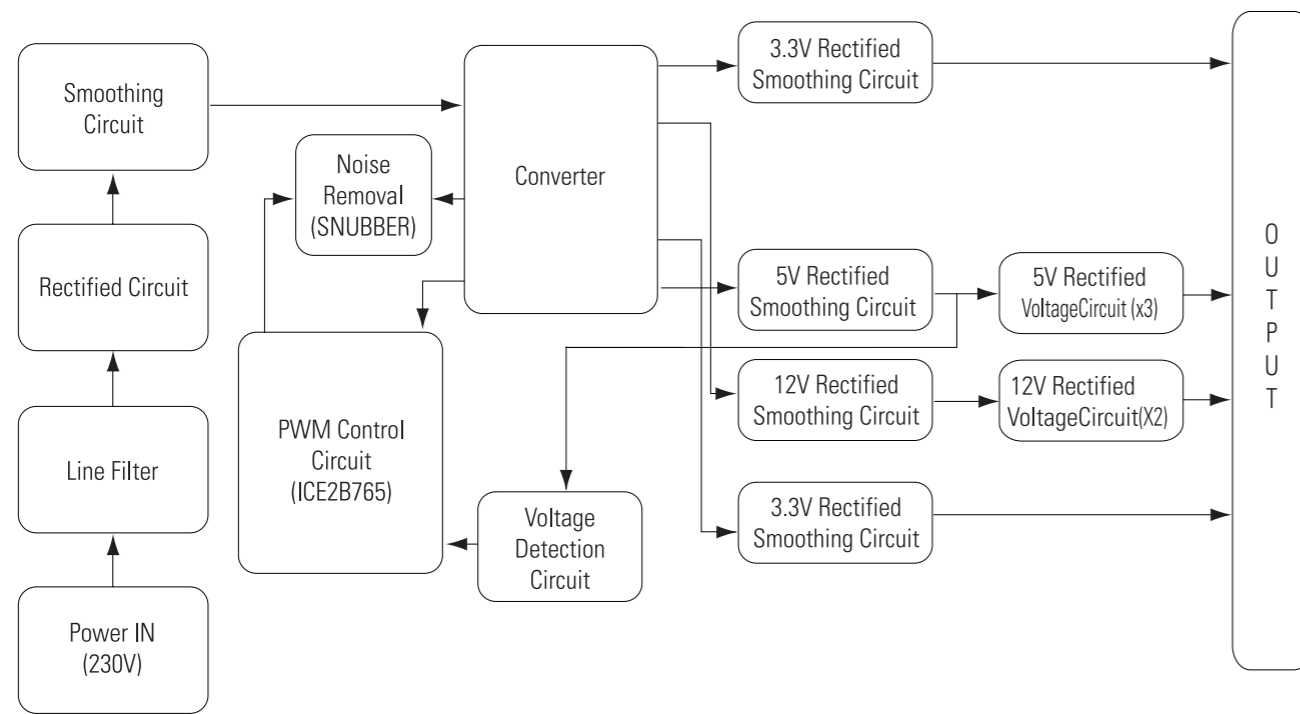 Smoothing
Circuit
Rectified Circuit
Line Filter
Power IN
(230V)
Noise
Removal
(SNUBBER)
PWM Control
Circuit
(ICE2B765)
Converter
Voltage
Detection
Circuit
3.3V Rectified
Smoothing Circuit
5V Rectified
Smoothing Circuit
12V Rectified
Smoothing Circuit
3.3V Rectified
Smoothing Circuit
5V Rectified
VoltageCircuit (x3)
12V Rectified
VoltageCircuit(X2)
O
U
T
P
U
T